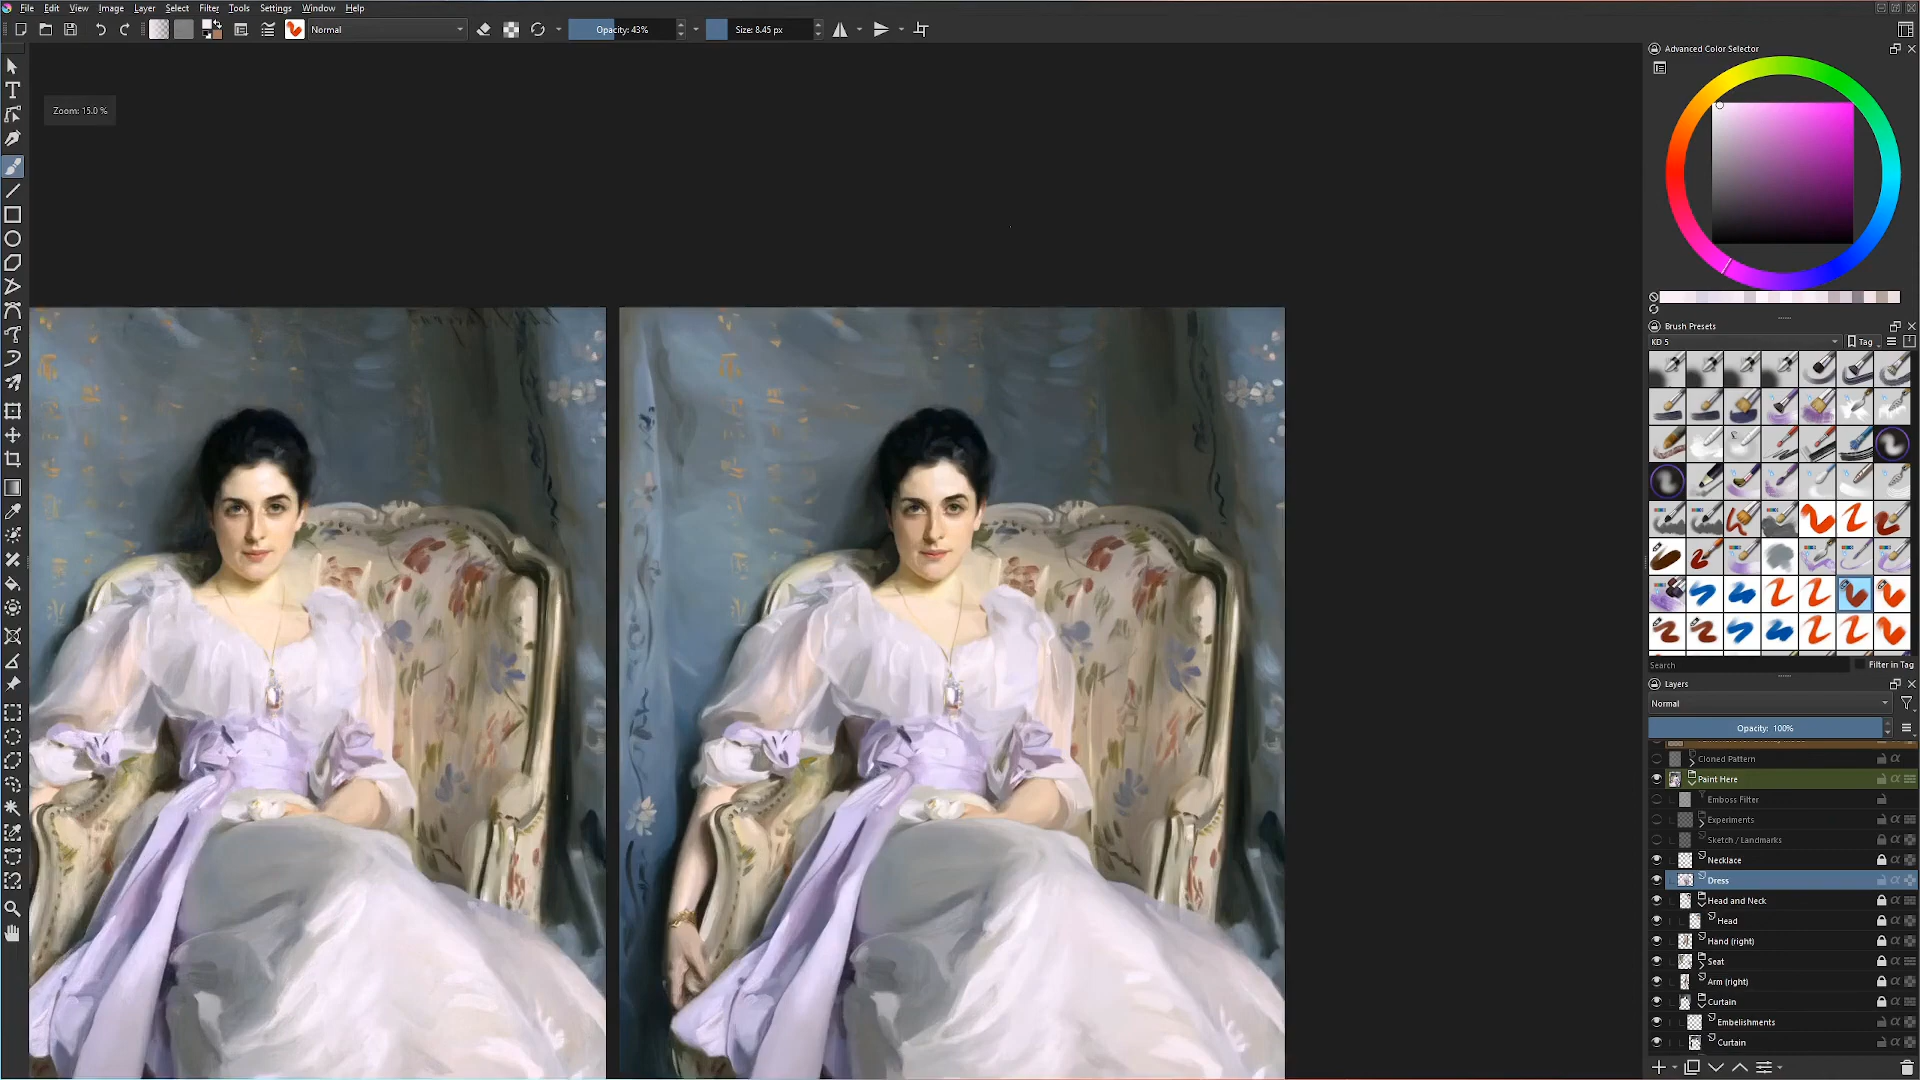 File Edit View Image Layer Select Filter Tools Settings Window Help
Normal Opacity: 43% Size: 8.45 px
Zoom: 15.0 %
Advanced Color Selector
Brush Presets
KD 5 Tag
Search Filter in Tag
Layers
Normal
Opacity: 100%
Cloned Pattern
Paint Here
Emboss Filter
Experiments
Sketch / Landmarks
Necklace
Dress
Head and Neck
Head
Hand (right)
Seat
Arm (right)
Curtain
Embelishments
Curtain